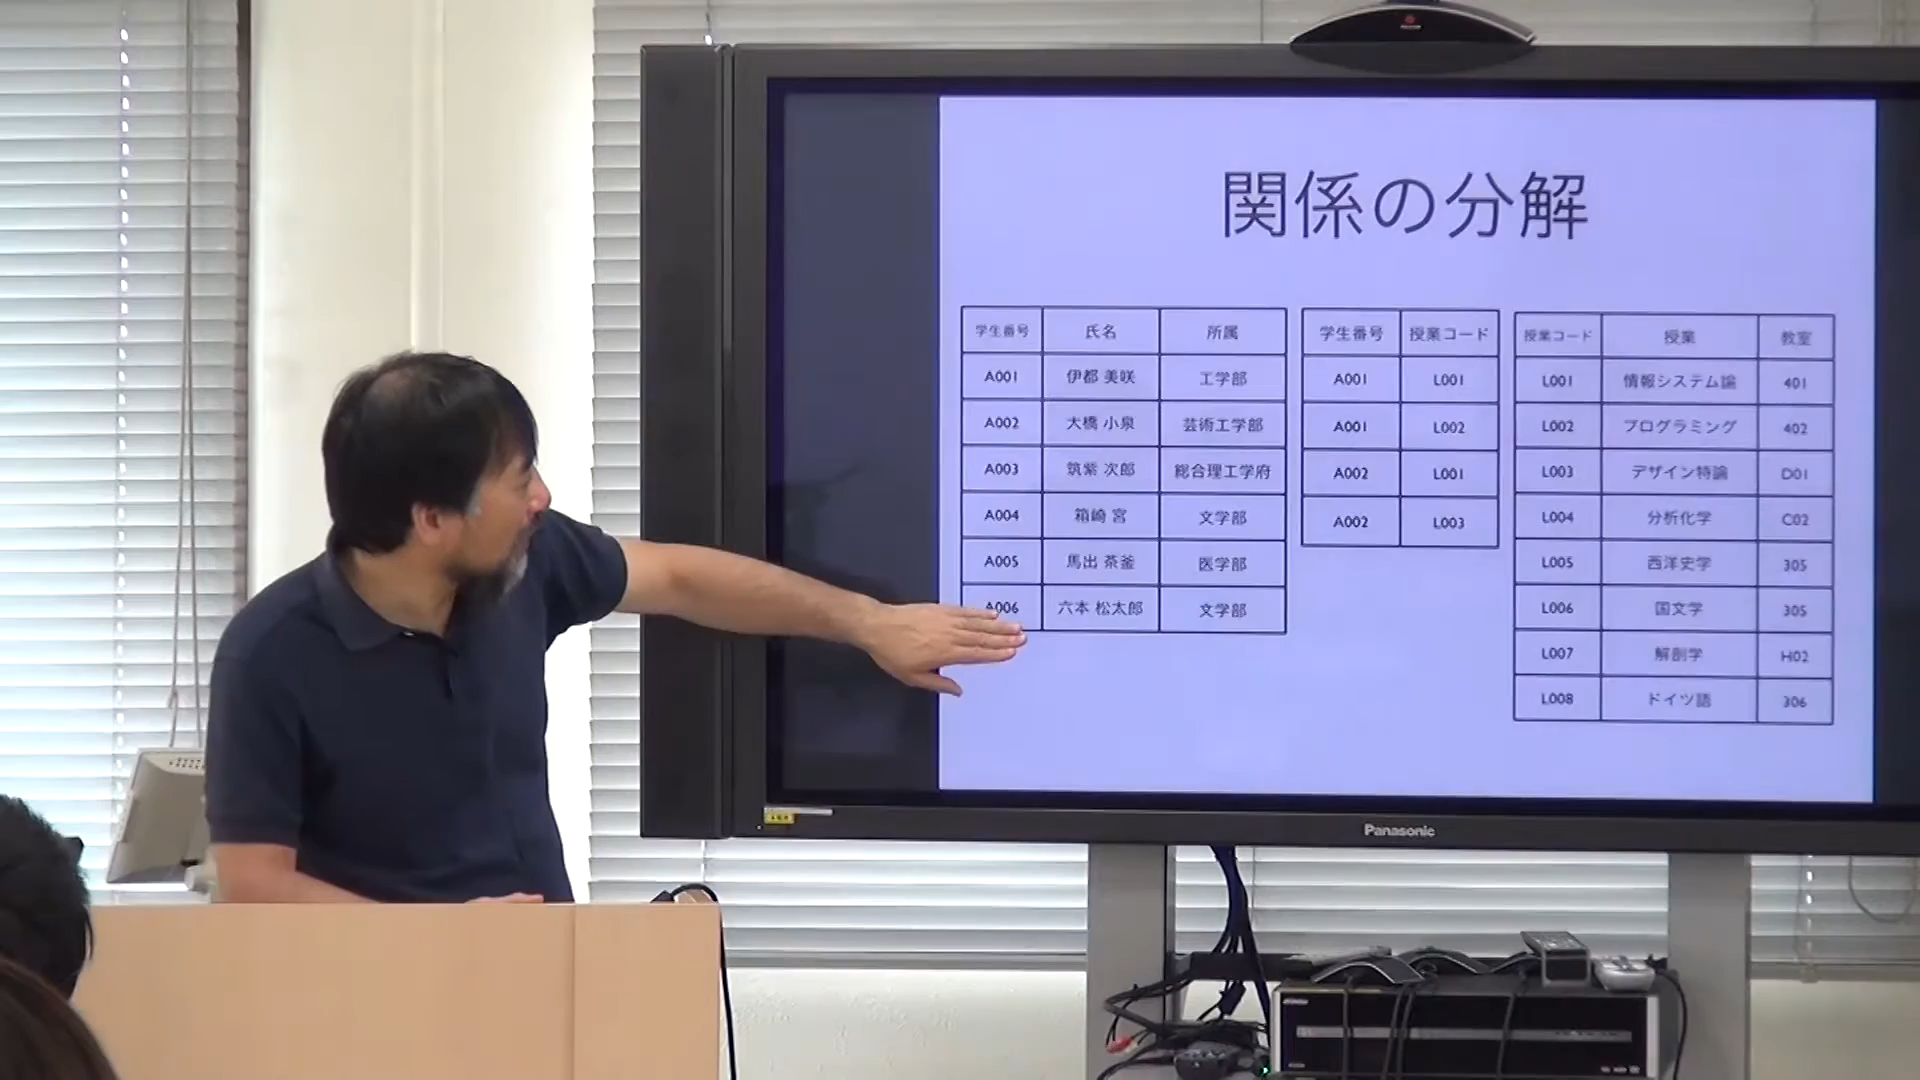 関係の分解
学生番号 氏名 所属
A001 伊都 美咲 工学部
A002 大橋 小泉 芸術工学部
A003 筑紫 次郎 総合理工学府
A004 箱崎 宮 文学部
A005 馬出 茶釜 医学部
A006 六本 松太郎 文学部
学生番号 授業コード
A001 L001
A001 L002
A002 L001
A002 L003
授業コード 授業 教室
L001 情報システム論 401
L002 プログラミング 402
L003 デザイン特論 D01
L004 分析化学 C02
L005 西洋史学 305
L006 国文学 305
L007 解剖学 H02
L008 ドイツ語 306
Panasonic